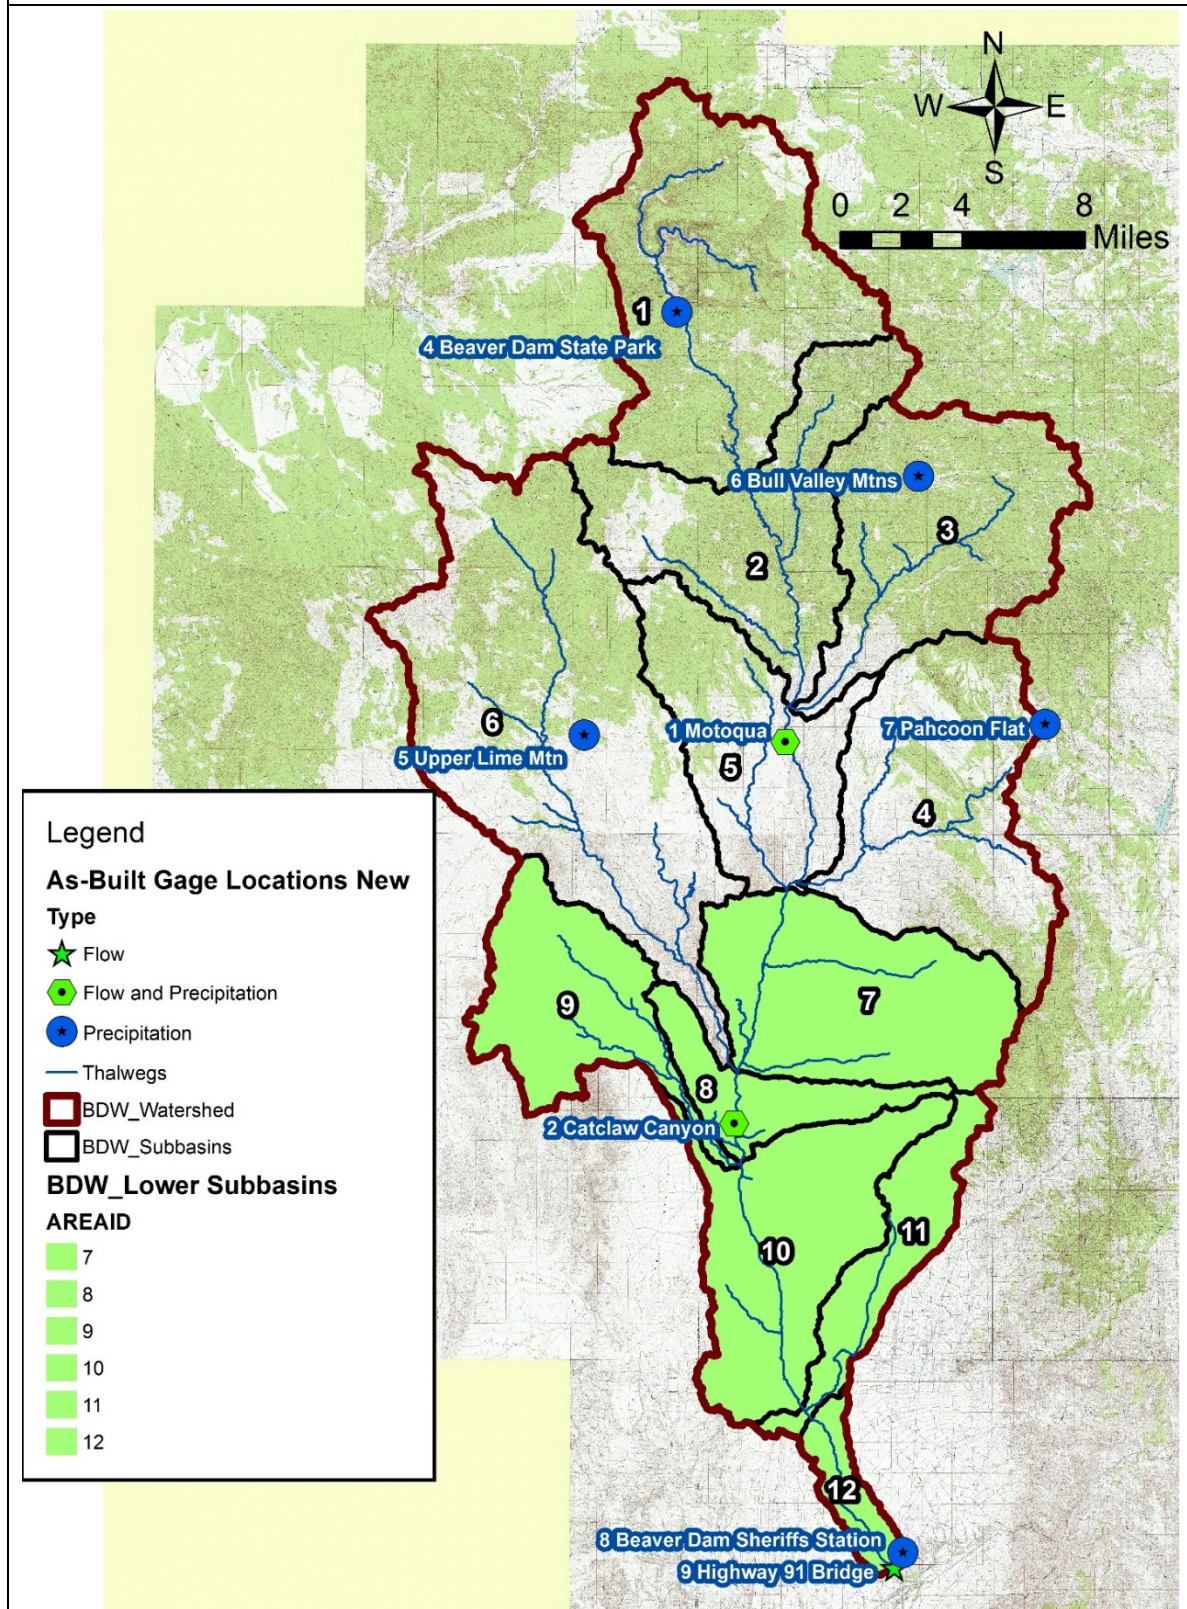 N
W E
S
0 2 4 8
Miles
1
4 Beaver Dam State Park
6 Bull Valley Mtns
3
2
6
1 Motoqua
7 Pahcoon Flat
5 Upper Lime Mtn
5
4
Legend
As-Built Gage Locations New
Type
Flow
Flow and Precipitation
Precipitation
Thalwegs
BDW_Watershed
BDW_Subbasins
BDW_Lower Subbasins
AREAID
7
8
9
10
11
12
9
7
8
2 Catclaw Canyon
11
10
12
8 Beaver Dam Sheriffs Station
9 Highway 91 Bridge